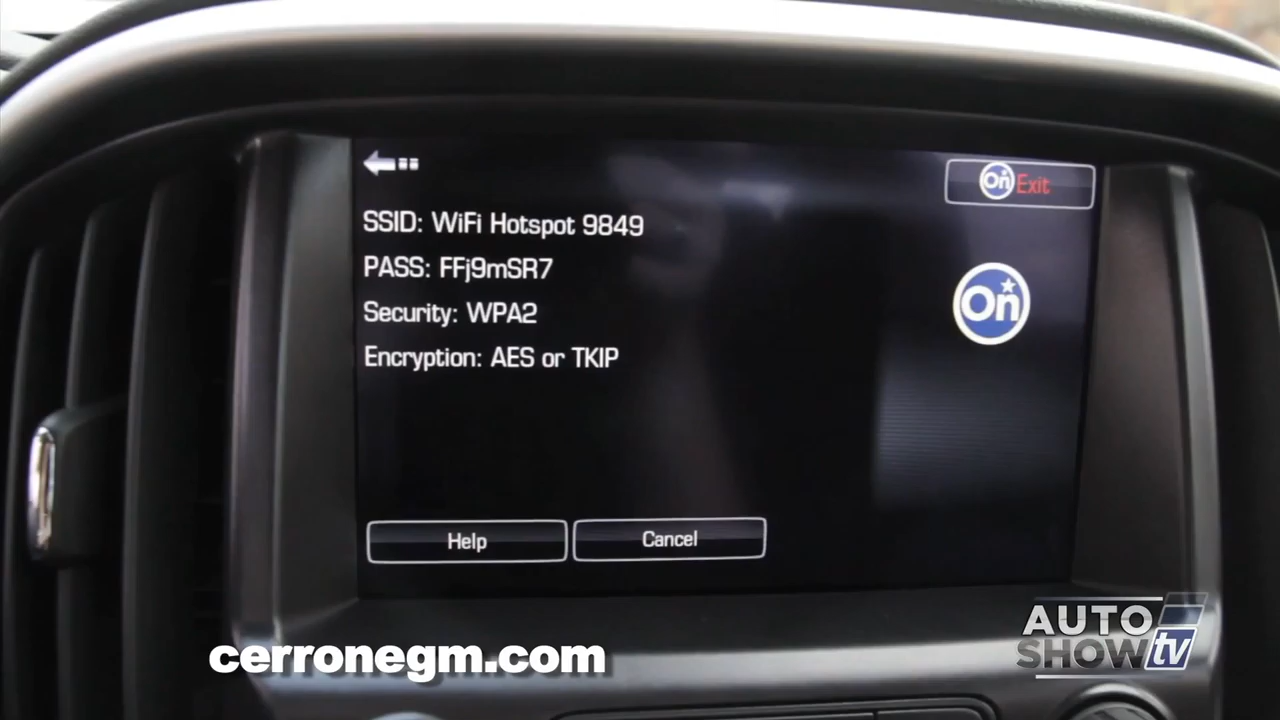 On Exit
SSID: WiFi Hotspot 9849
PASS: FFj9mSR7
On
Security: WPA2
Encryption: AES or TKIP
Help
Cancel
AUTO
SHOW tv
cerronegm.com